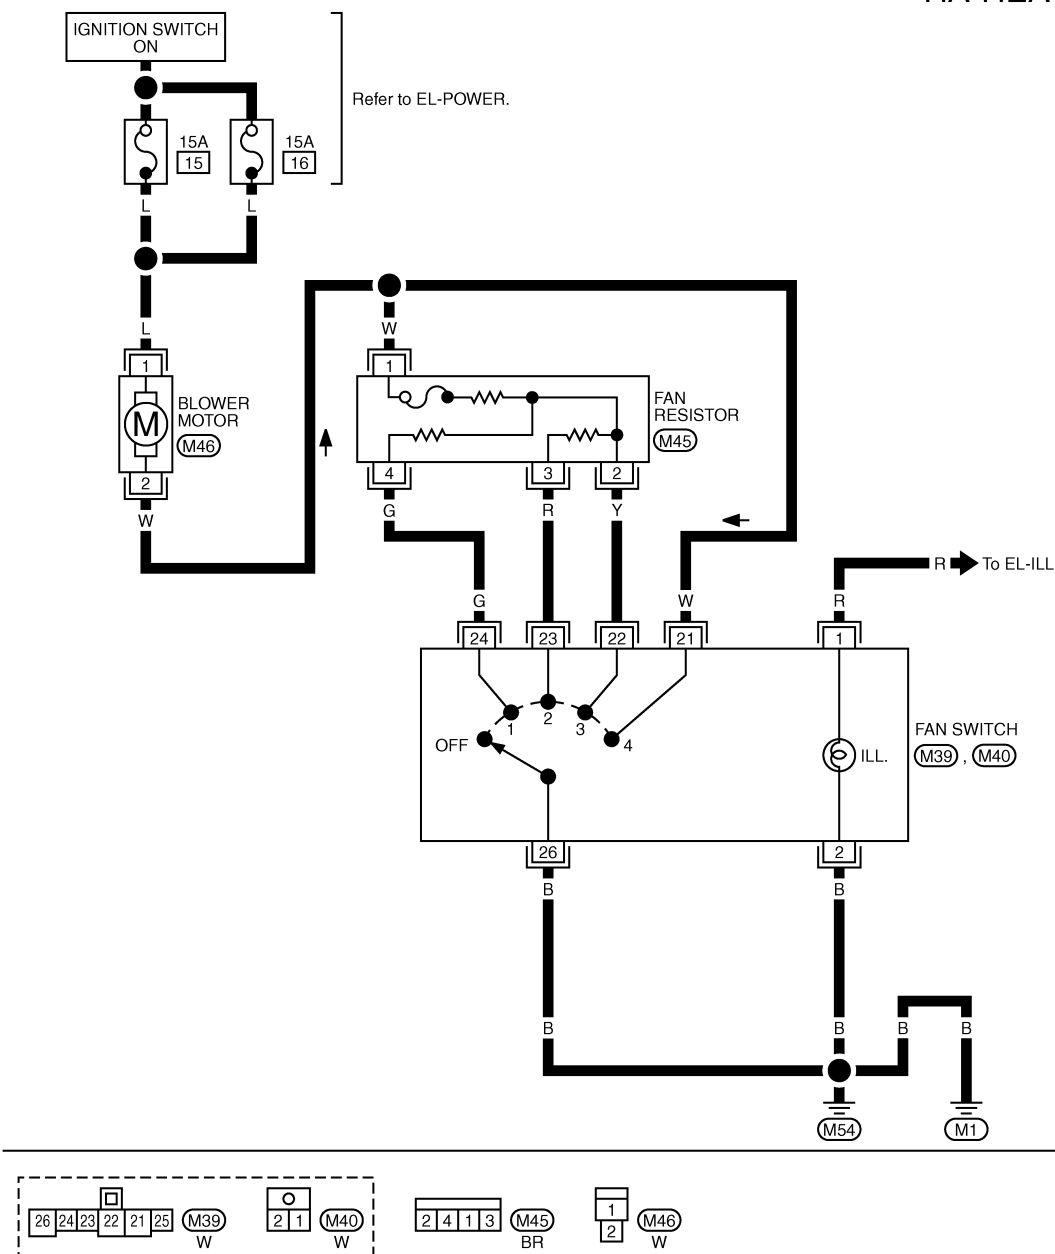 IGNITION SWITCH
ON
Refer to EL-POWER.
15A
15
15A
16
L
L
L
W
1
1
BLOWER
MOTOR
M
M46
2
W
FAN
RESISTOR
M45
4
3
2
G
R
Y
R
To EL-ILL
G
W
R
24
23
22
21
1
OFF
1
2
3
4
ILL.
FAN SWITCH
M39 , M40
26
2
B
B
B
B
B
B
M54
M1
26 24 23 22 21 25
M39
W
2 1
M40
W
2 4 1 3
M45
BR
1
2
M46
W